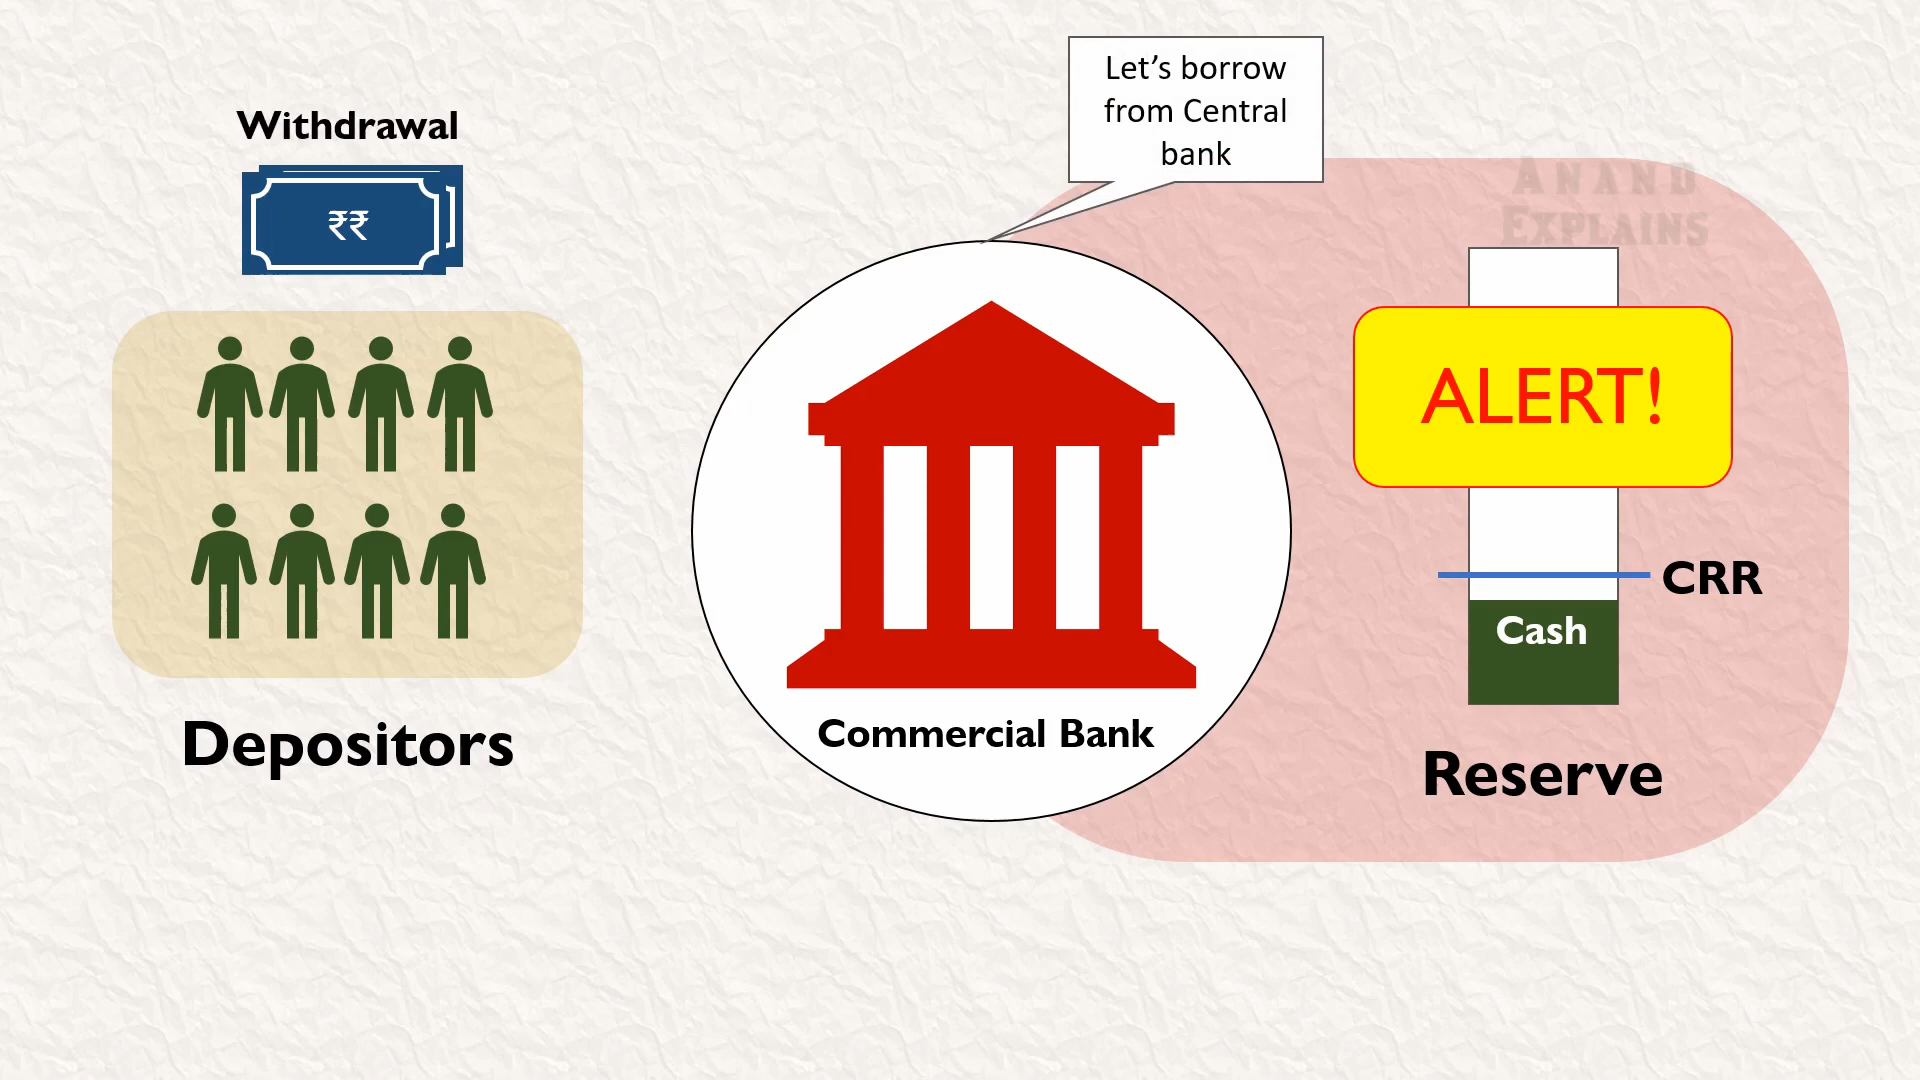 Withdrawal
₹₹
Depositors
Let's borrow
from Central
bank
Commercial Bank
ANAND
EXPLAINS
ALERT!
CRR
Cash
Reserve